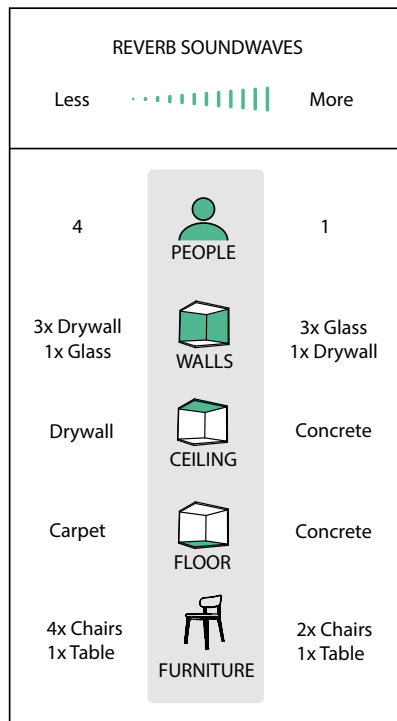 REVERB SOUNDWAVES
Less
More
4
PEOPLE
1
3x Drywall
1x Glass
WALLS
3x Glass
1x Drywall
Drywall
CEILING
Concrete
Carpet
FLOOR
Concrete
4x Chairs
1x Table
FURNITURE
2x Chairs
1x Table